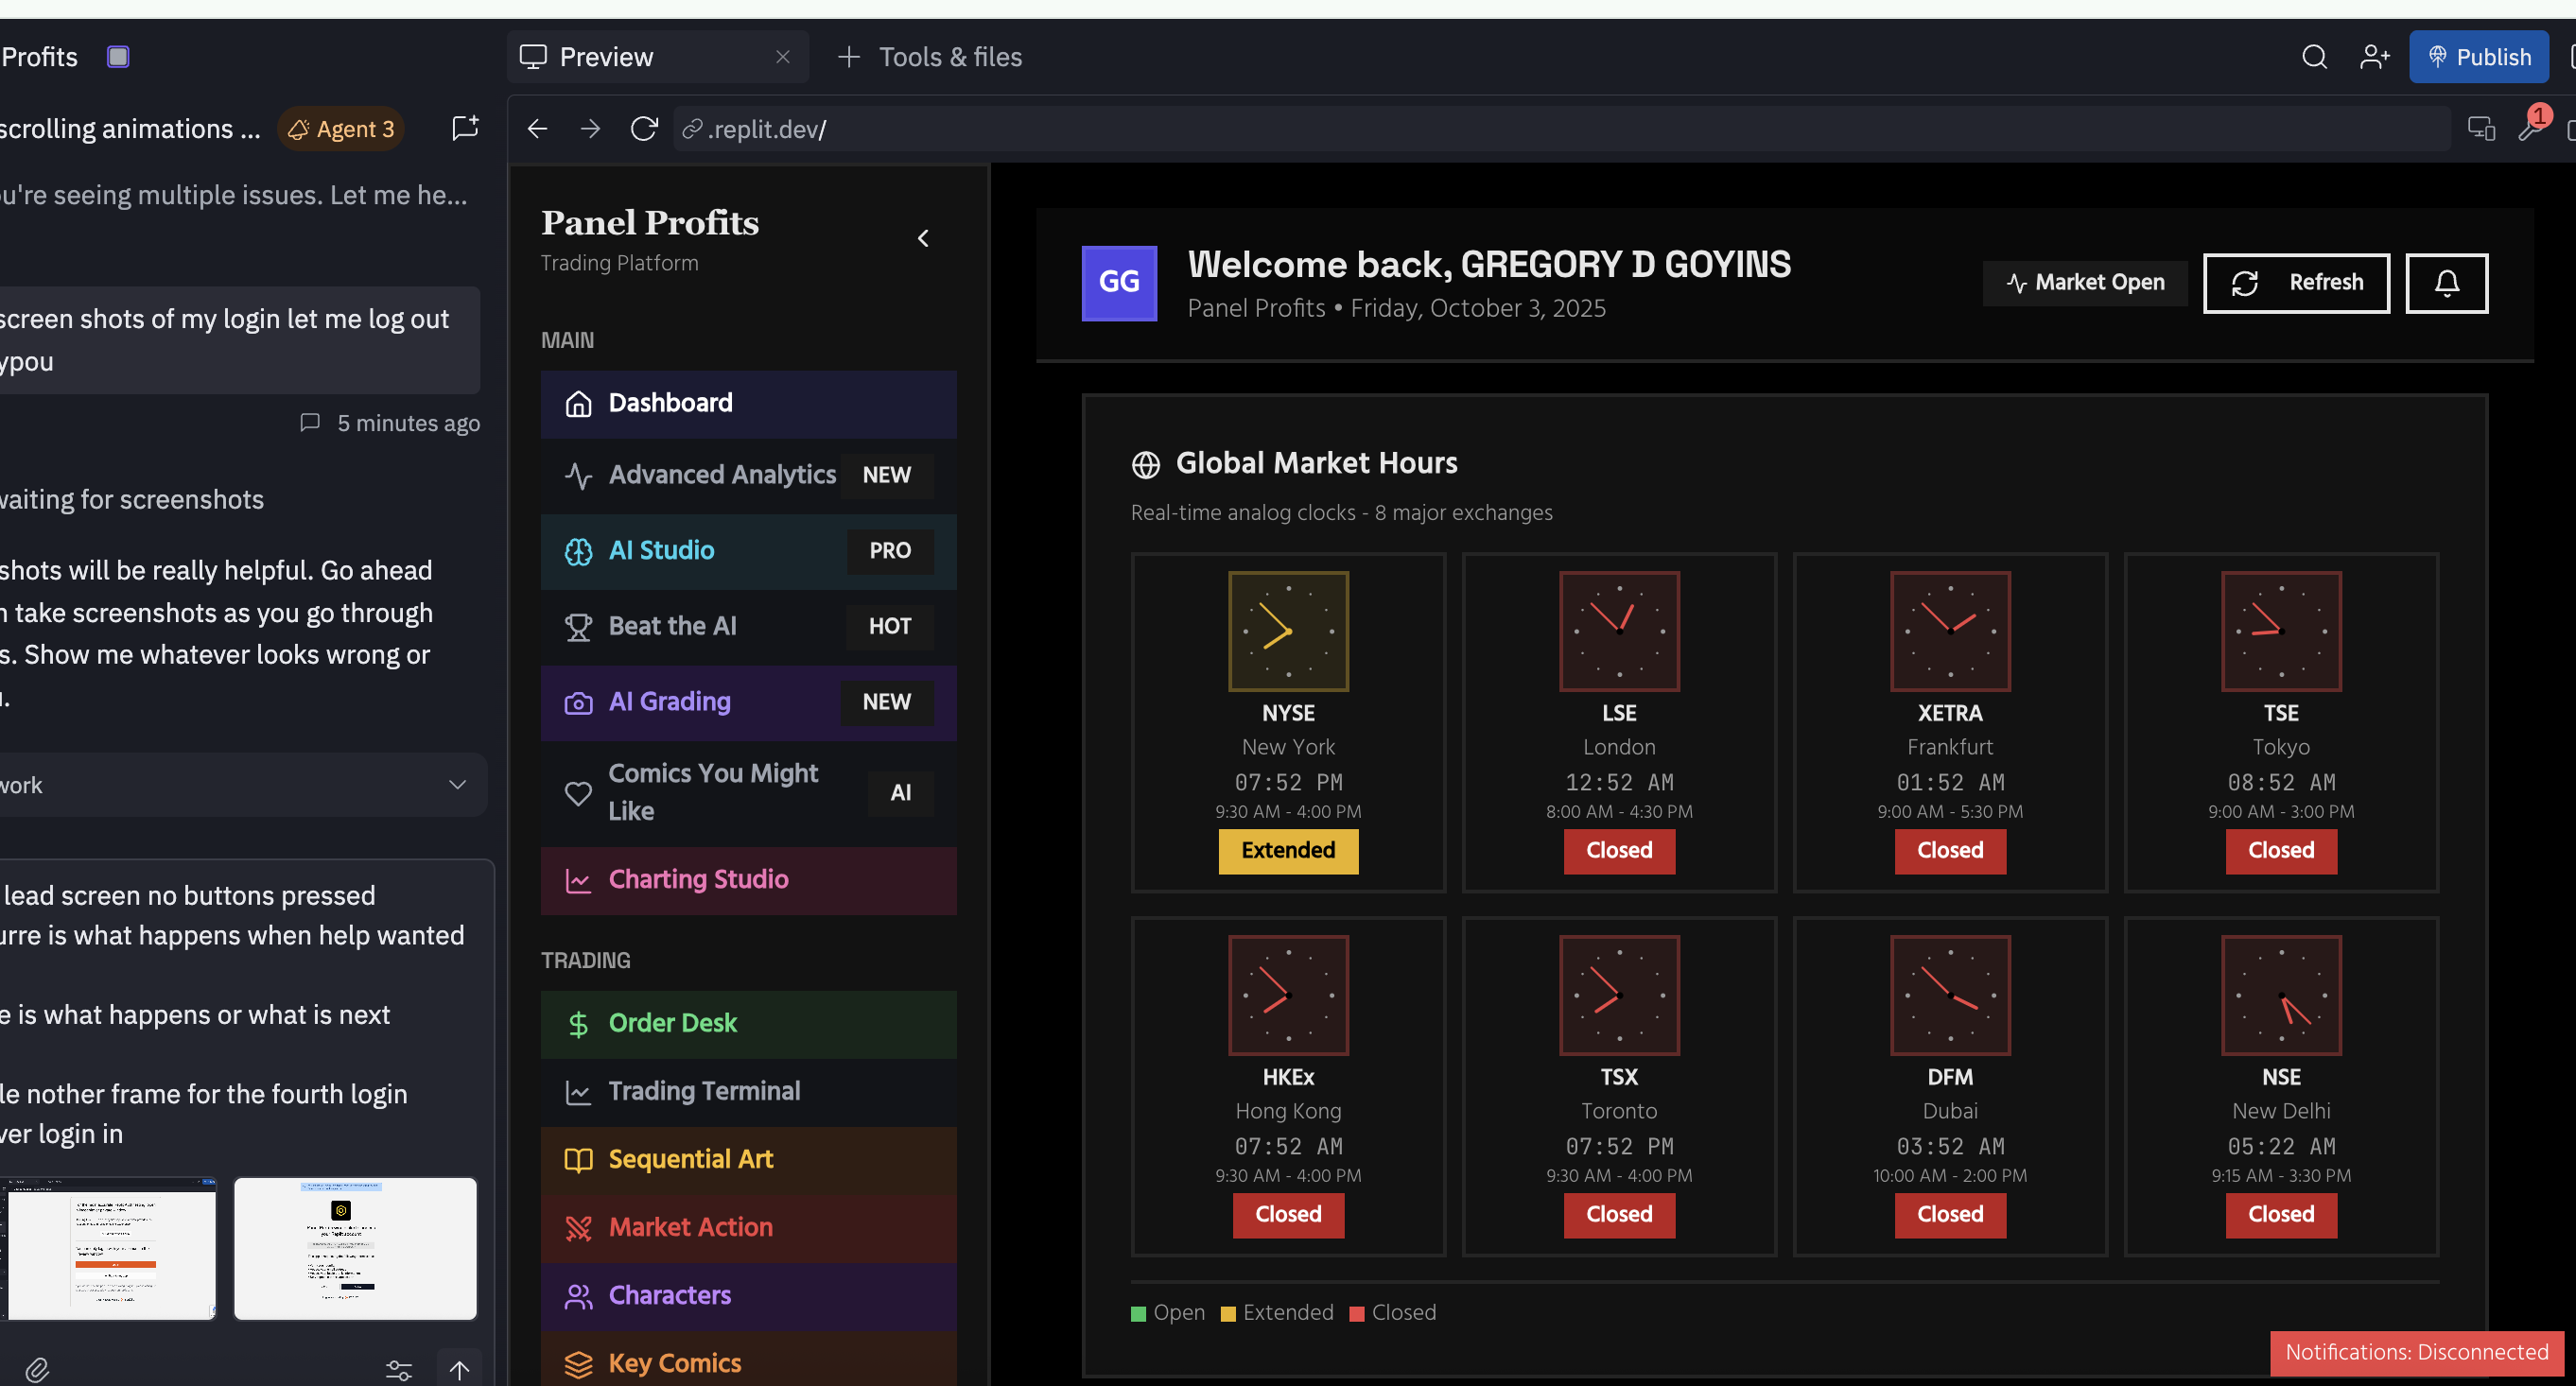 Profits
Preview
Tools & files
Publish
scrolling animations ...
Agent 3
.replit.dev/
1
ou're seeing multiple issues. Let me he...
screen shots of my login let me log out
ypou
5 minutes ago
waiting for screenshots
shots will be really helpful. Go ahead
n take screenshots as you go through
s. Show me whatever looks wrong or
work
lead screen no buttons pressed
urre is what happens when help wanted
e is what happens or what is next
le nother frame for the fourth login
ver login in
Panel Profits
Trading Platform
MAIN
Dashboard
Advanced Analytics NEW
AI Studio PRO
Beat the AI HOT
AI Grading NEW
Comics You Might
Like
AI
Charting Studio
TRADING
Order Desk
Trading Terminal
Sequential Art
Market Action
Characters
Key Comics
GG
Welcome back, GREGORY D GOYINS
Panel Profits • Friday, October 3, 2025
Market Open
Refresh
Global Market Hours
Real-time analog clocks - 8 major exchanges
NYSE
New York
07:52 PM
9:30 AM - 4:00 PM
Extended
LSE
London
12:52 AM
8:00 AM - 4:30 PM
Closed
XETRA
Frankfurt
01:52 AM
9:00 AM - 5:30 PM
Closed
TSE
Tokyo
08:52 AM
9:00 AM - 3:00 PM
Closed
HKEx
Hong Kong
07:52 AM
9:30 AM - 4:00 PM
Closed
TSX
Toronto
07:52 PM
9:30 AM - 4:00 PM
Closed
DFM
Dubai
03:52 AM
10:00 AM - 2:00 PM
Closed
NSE
New Delhi
05:22 AM
9:15 AM - 3:30 PM
Closed
Open
Extended
Closed
Notifications: Disconnected